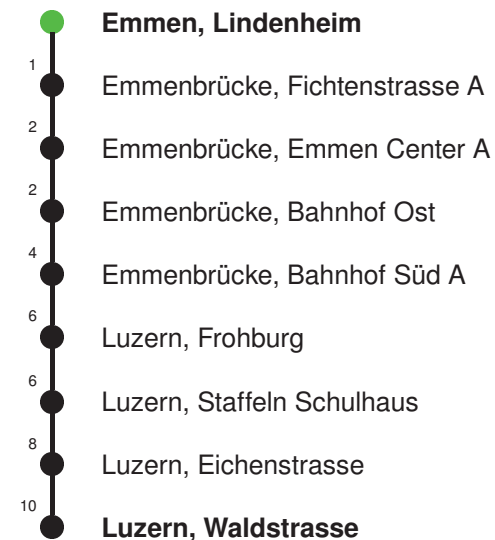 Emmen, Lindenheim
1
Emmenbrücke, Fichtenstrasse A
2
Emmenbrücke, Emmen Center A
2
Emmenbrücke, Bahnhof Ost
4
Emmenbrücke, Bahnhof Süd A
6
Luzern, Frohburg
6
Luzern, Staffeln Schulhaus
8
Luzern, Eichenstrasse
10
Luzern, Waldstrasse